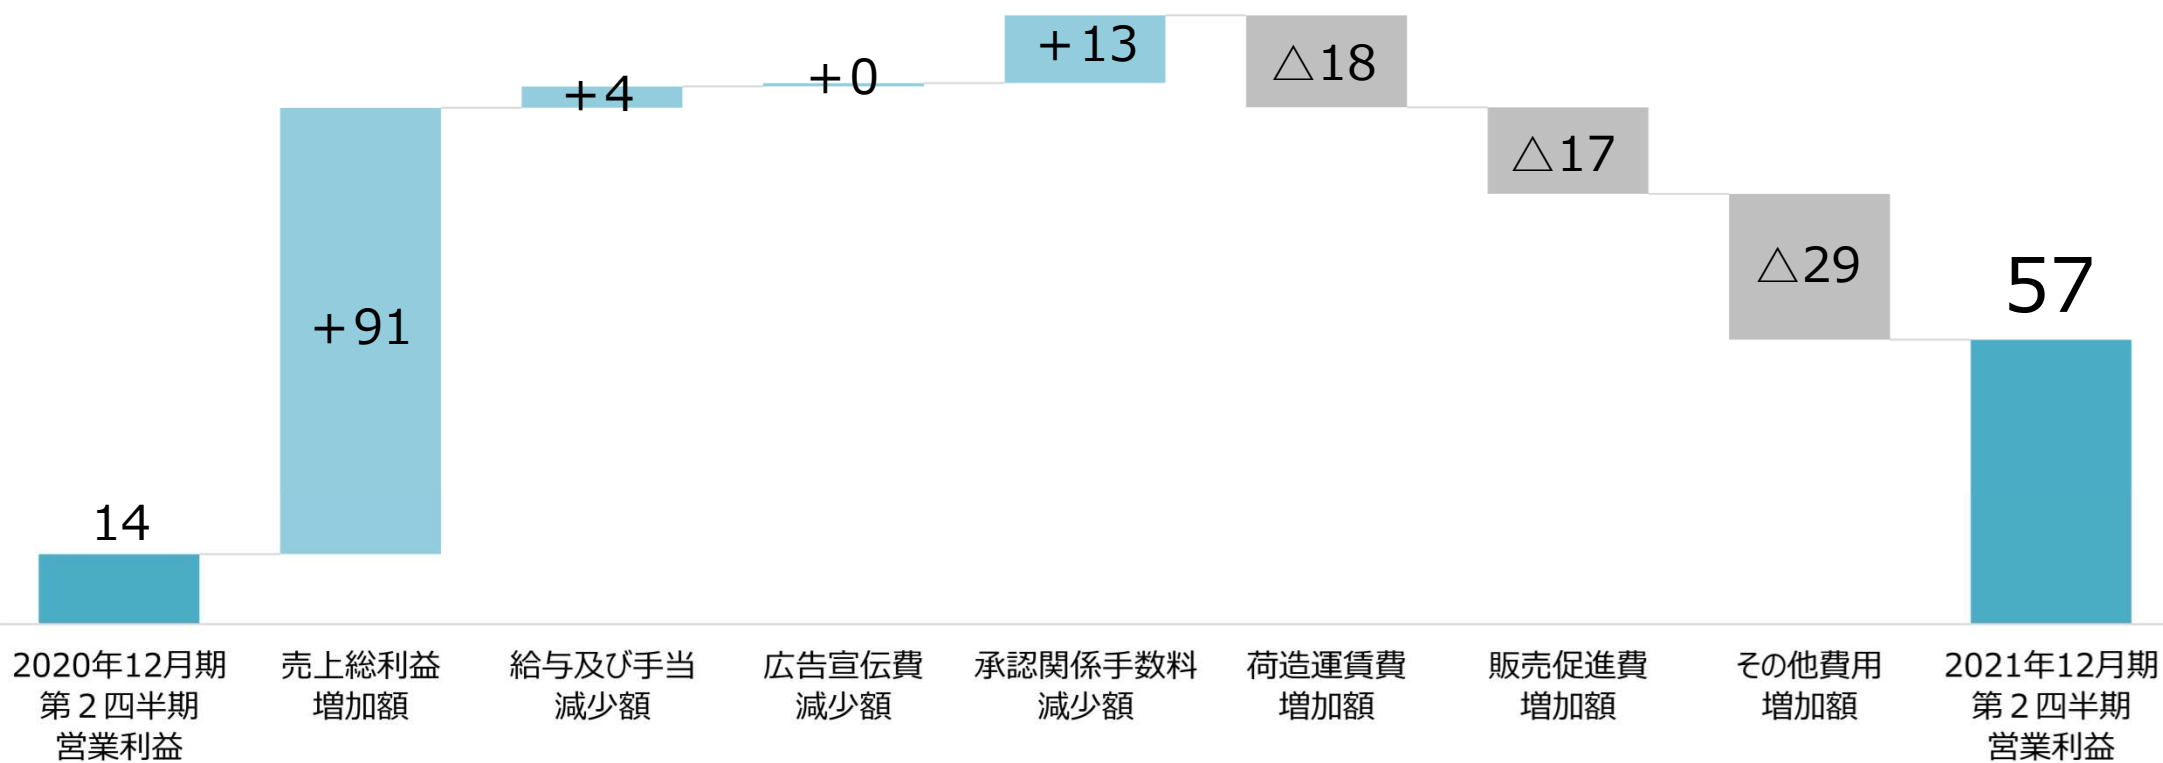 14
+91
+4
+0
+13
△18
△17
△29
57
2020年12月期
第2四半期
営業利益
売上総利益
増加額
給与及び手当
減少額
広告宣伝費
減少額
承認関係手数料
減少額
荷造運賃費
増加額
販売促進費
増加額
その他費用
増加額
2021年12月期
第2四半期
営業利益